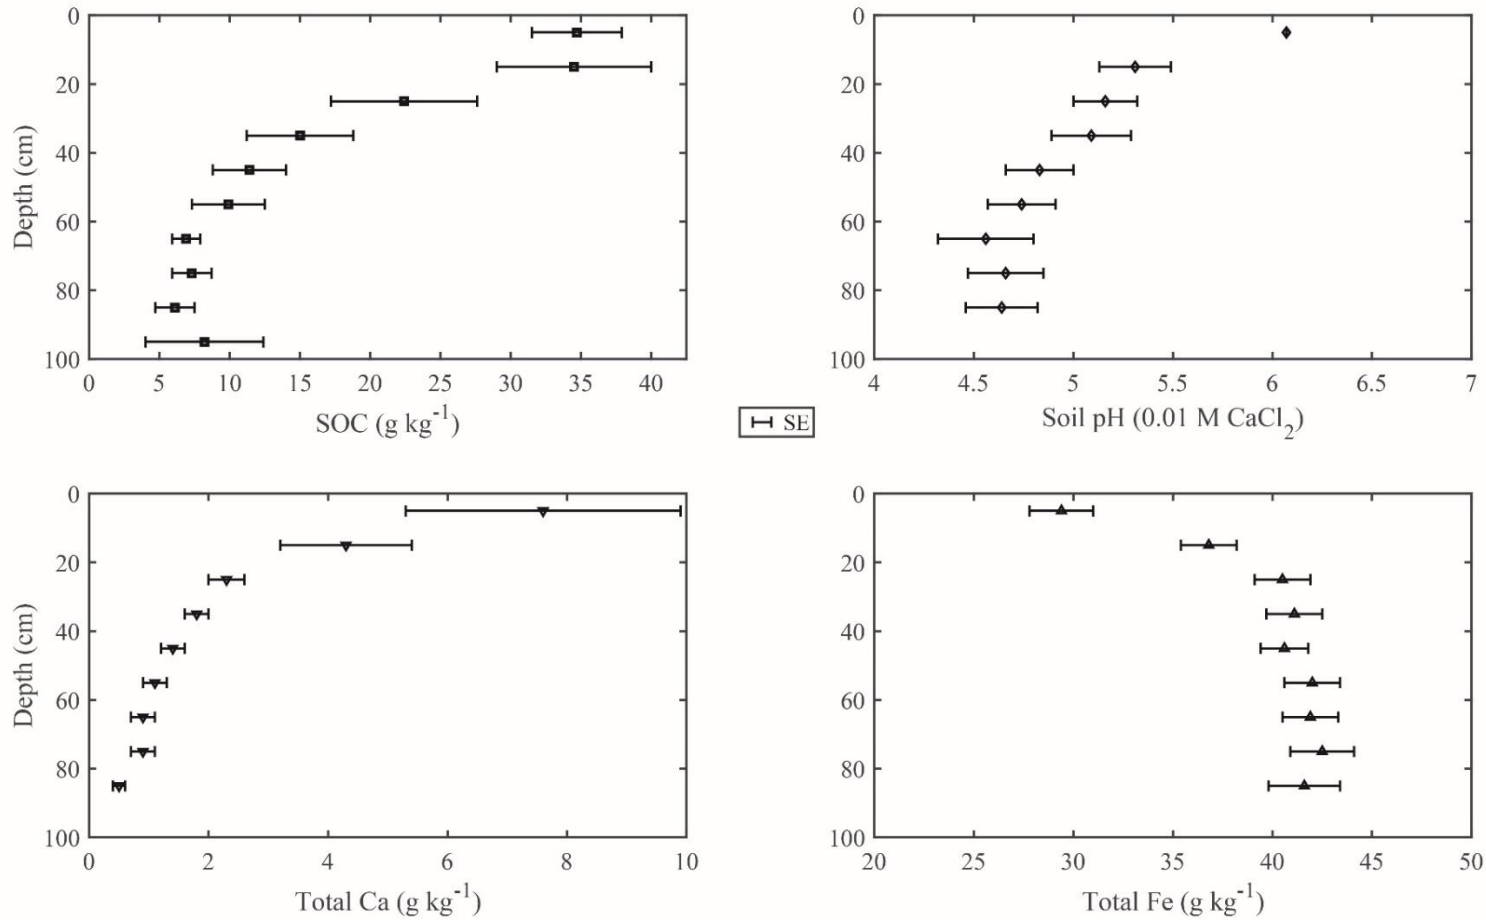 0
20
40
60
80
100
Depth (cm)
0 5 10 15 20 25 30 35 40
SOC (g kg-1)
0
20
40
60
80
100
4 4.5 5 5.5 6 6.5 7
Soil pH (0.01 M CaCl2)
SE
0
20
40
60
80
100
Depth (cm)
0 2 4 6 8 10
Total Ca (g kg-1)
0
20
40
60
80
100
20 25 30 35 40 45 50
Total Fe (g kg-1)